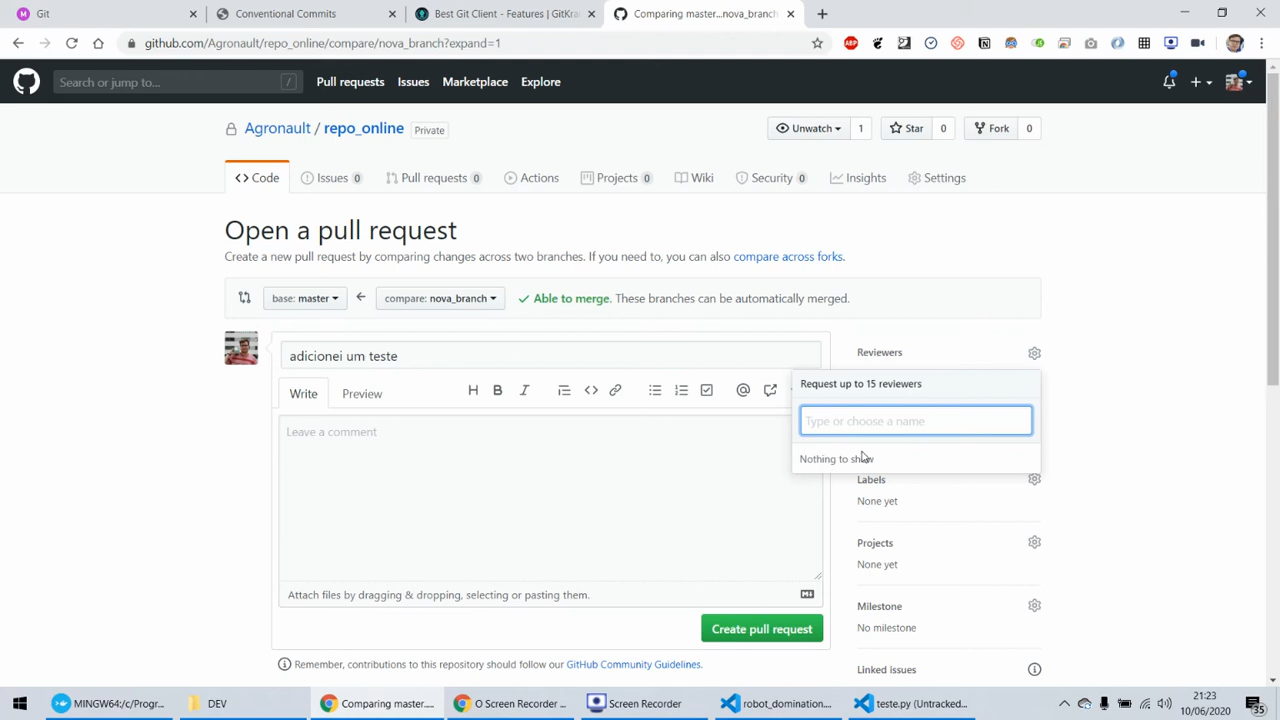 Git
Conventional Commits
Best Git Client - Features | GitKra
Comparing master...nova_branch
github.com/Agronault/repo_online/compare/nova_branch?expand=1
ABP
Search or jump to...
/
Pull requests
Issues
Marketplace
Explore
Agronault / repo_online
Private
Unwatch
1
Star
0
Fork
0
Code
Issues 0
Pull requests 0
Actions
Projects 0
Wiki
Security 0
Insights
Settings
Open a pull request
Create a new pull request by comparing changes across two branches. If you need to, you can also compare across forks.
base: master
compare: nova_branch
Able to merge. These branches can be automatically merged.
adicionei um teste
Reviewers
Write
Preview
Request up to 15 reviewers
Type or choose a name
Leave a comment
Nothing to show
Labels
None yet
Projects
None yet
Attach files by dragging & dropping, selecting or pasting them.
Milestone
Create pull request
No milestone
Remember, contributions to this repository should follow our GitHub Community Guidelines.
Linked issues
MINGW64:/c/Progr...
DEV
Comparing master....
O Screen Recorder...
Screen Recorder
robot_domination...
teste.py (Untracked...
21:23
10/06/2020
35